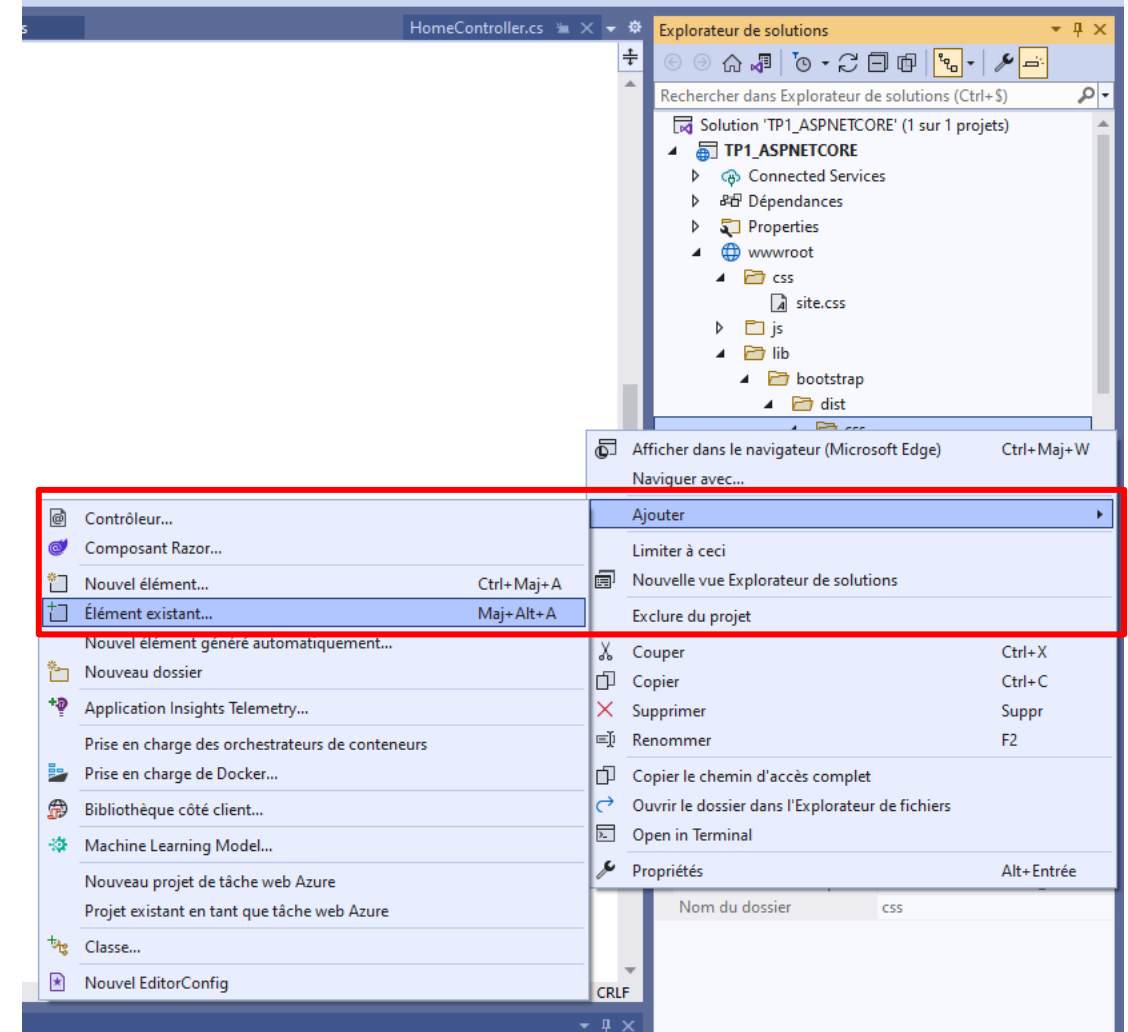 s
HomeController.cs
Explorateur de solutions
Rechercher dans Explorateur de solutions (Ctrl+$)
Solution 'TP1_ASPNETCORE' (1 sur 1 projets)
TP1_ASPNETCORE
Connected Services
Dépendances
Properties
wwwroot
css
site.css
js
lib
bootstrap
dist
css
Afficher dans le navigateur (Microsoft Edge) Ctrl+Maj+W
Naviguer avec...
Ajouter
Limiter à ceci
Nouvelle vue Explorateur de solutions
Exclure du projet
Couper Ctrl+X
Copier Ctrl+C
Supprimer Suppr
Renommer F2
Copier le chemin d'accès complet
Ouvrir le dossier dans l'Explorateur de fichiers
Open in Terminal
Propriétés Alt+Entrée
Contrôleur...
Composant Razor...
Nouvel élément... Ctrl+Maj+A
Élément existant... Maj+Alt+A
Nouvel élément généré automatiquement...
Nouveau dossier
Application Insights Telemetry...
Prise en charge des orchestrateurs de conteneurs
Prise en charge de Docker...
Bibliothèque côté client...
Machine Learning Model...
Nouveau projet de tâche web Azure
Projet existant en tant que tâche web Azure
Classe...
Nouvel EditorConfig
Nom du dossier css
CRLF